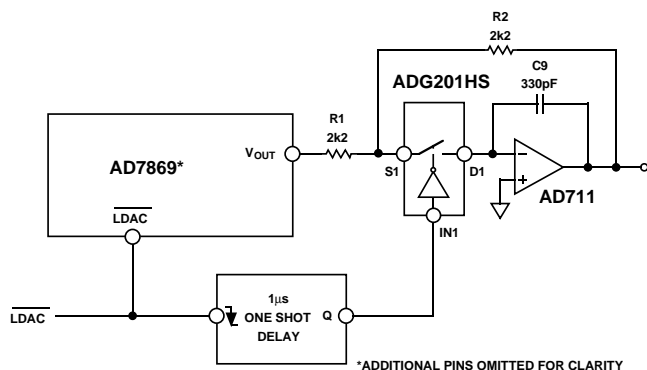 R2
2k2
C9
330pF
ADG201HS
R1
2k2
VOUT
AD7869*
S1
D1
−
+
AD711
LDAC
IN1
1µs
ONE SHOT
DELAY
Q
LDAC
*ADDITIONAL PINS OMITTED FOR CLARITY